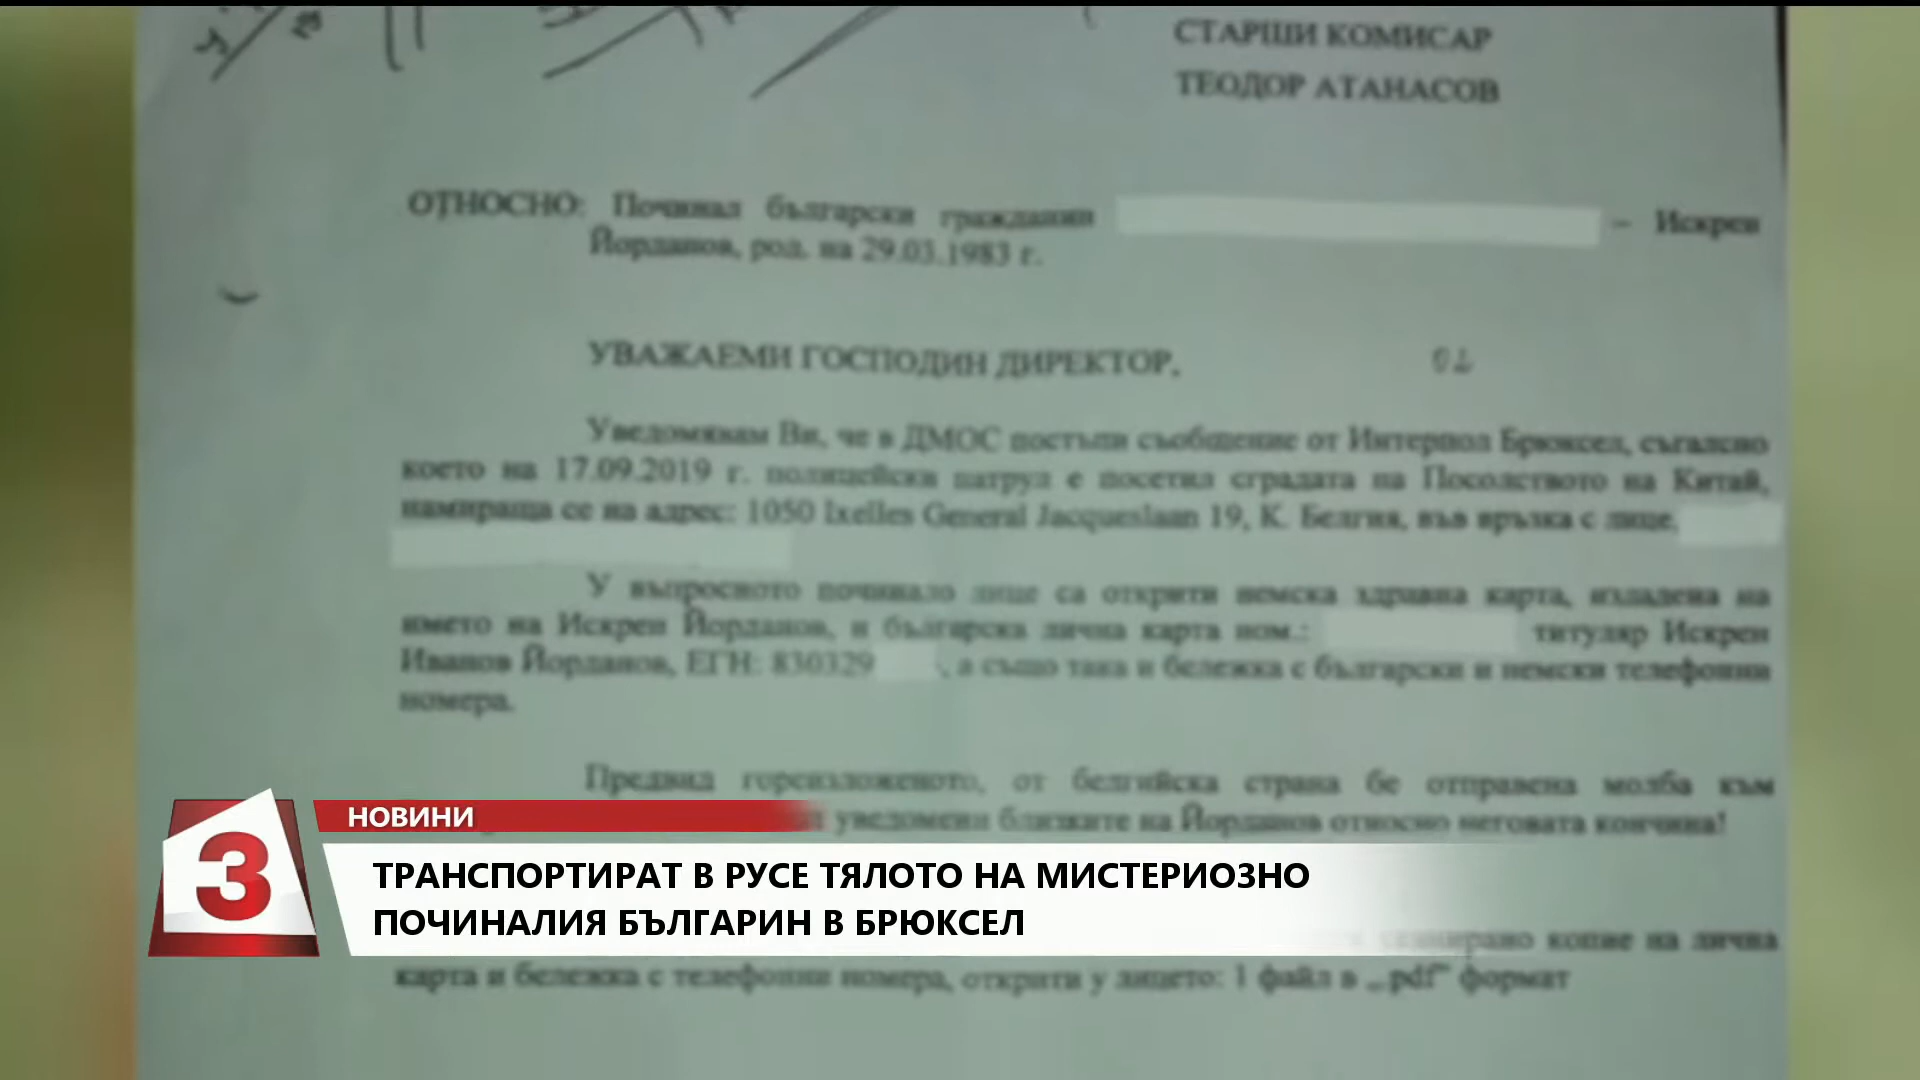 СТАРШИ КОМИСАР
ТЕОДОР АТАНАСОВ
ОТНОСНО: Починал български гражданин – Искрен
Йорданов, род. на 29.03.1983 г.
УВАЖАЕМИ ГОСПОДИН ДИРЕКТОР,
Уведомявам Ви, че в ДМОС постъпи съобщение от Интерпол Брюксел, съгалсно
което на 17.09.2019 г. полицейски патрул е посетил сградата на Посолството на Китай,
намираща се на адрес: 1050 Ixelles General Jacqueslaan 19, К. Белгия, във връзка с лице,
У въпросното починало лице са открити немска здравна карта, издадена на
името на Искрен Йорданов, и българска лична карта ном.: титуляр Искрен
Иванов Йорданов, ЕГН: 830329 , а също така и бележка с български и немски телефонни
номера.
Предвид гореизложеното, от белгийска страна бе отправена молба към
уведомени близките на Йорданов относно неговата кончина!
НОВИНИ
3
ТРАНСПОРТИРАТ В РУСЕ ТЯЛОТО НА МИСТЕРИОЗНО
ПОЧИНАЛИЯ БЪЛГАРИН В БРЮКСЕЛ
копие на лична
карта и бележка с телефонни номера, открити у лицето: 1 файл в „.pdf“ формат